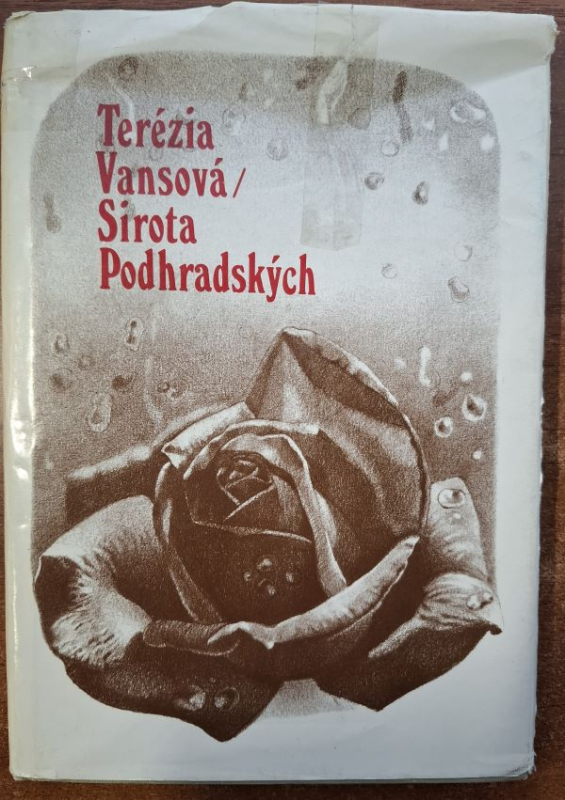 Terézia
Vansová/
Sirota
Podhradských